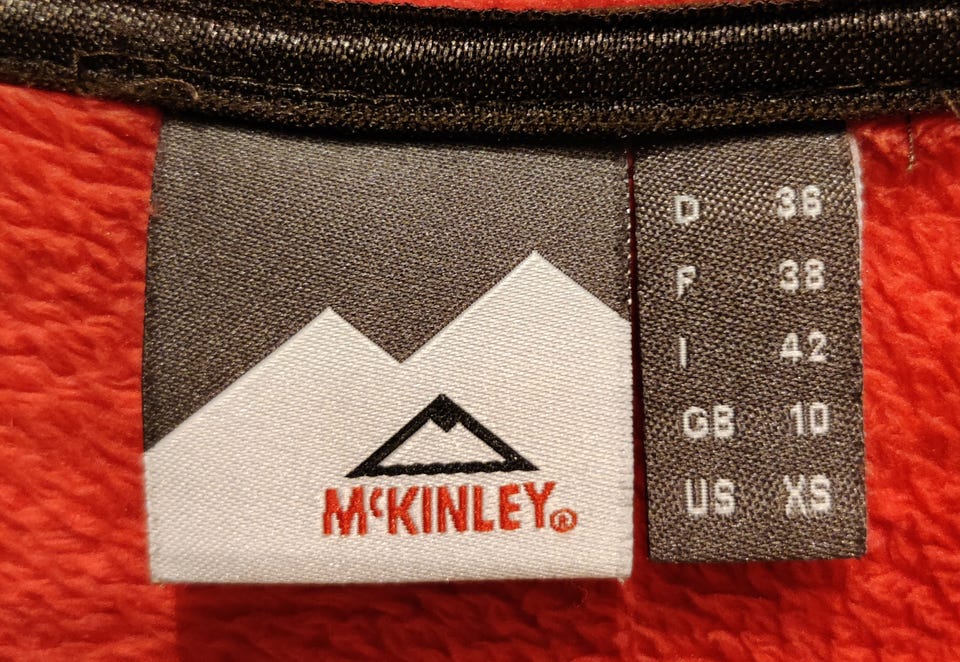 McKINLEY®
D 36
F 38
I 42
GB 10
US XS